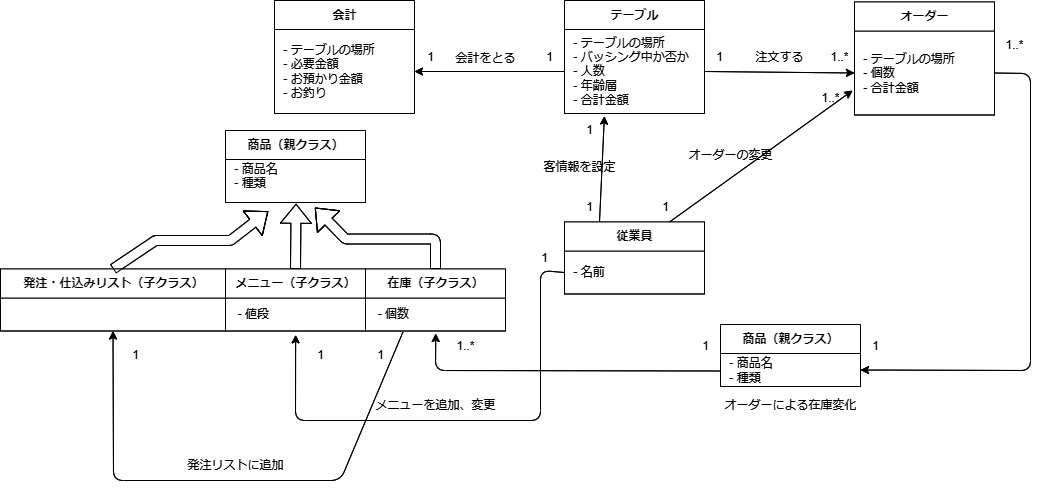 会計
- テーブルの場所
- 必要金額
- お預かり金額
- お釣り
1
会計をとる
1
テーブル
- テーブルの場所
- バッシング中か否か
- 人数
- 年齢層
- 合計金額
1
注文する
1..*
オーダー
- テーブルの場所
- 個数
- 合計金額
1..*
1..*
1
客情報を設定
オーダーの変更
1
1
商品（親クラス）
- 商品名
- 種類
従業員
- 名前
1
発注・仕込みリスト（子クラス）
メニュー（子クラス）
- 値段
在庫（子クラス）
- 個数
1
1
1
1..*
1
商品（親クラス）
- 商品名
- 種類
1
オーダーによる在庫変化
メニューを追加、変更
発注リストに追加